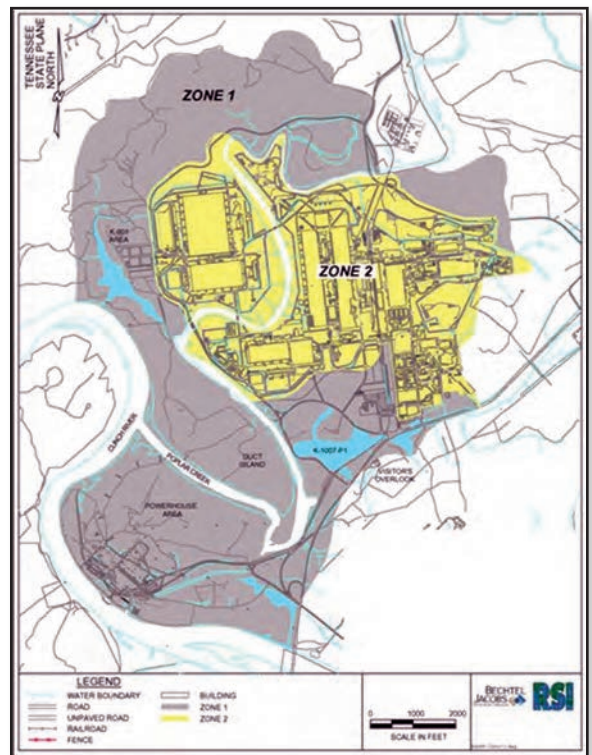 TENNESSEE
STATE PLANE
NORTH
ZONE 1
K-901
AREA
ZONE 2
CLINCH RIVER
POPLAR CREEK
DUCT
ISLAND
K-1007-P1
VISITOR'S
OVERLOOK
POWERHOUSE
AREA
LEGEND
WATER BOUNDARY
ROAD
UNPAVED ROAD
RAILROAD
FENCE
BUILDING
ZONE 1
ZONE 2
0 1000 2000
SCALE IN FEET
BECHTEL
JACOBS
RSI